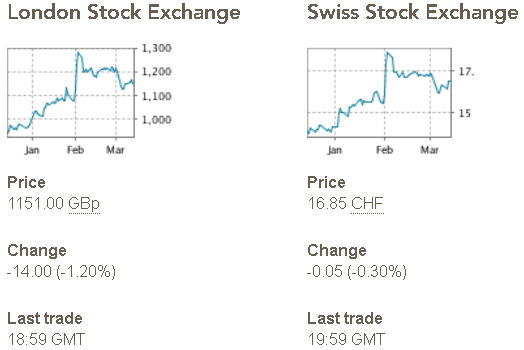 London Stock Exchange
1,300
1,200
1,100
1,000
Jan Feb Mar
Price
1151.00 GBp
Change
-14.00 (-1.20%)
Last trade
18:59 GMT
Swiss Stock Exchange
17.
15
Jan Feb Mar
Price
16.85 CHF
Change
-0.05 (-0.30%)
Last trade
19:59 GMT